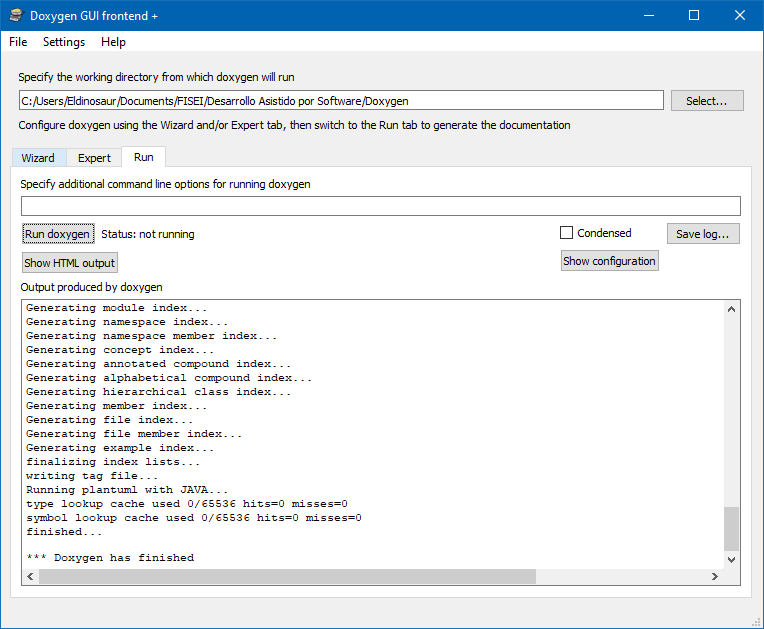 Doxygen GUI frontend +
File Settings Help
Specify the working directory from which doxygen will run
C:/Users/Eldinosaur/Documents/FISEI/Desarrollo Asistido por Software/Doxygen
Select...
Configure doxygen using the Wizard and/or Expert tab, then switch to the Run tab to generate the documentation
Wizard Expert Run
Specify additional command line options for running doxygen
Run doxygen Status: not running Condensed Save log...
Show HTML output Show configuration
Output produced by doxygen
Generating module index...
Generating namespace index...
Generating namespace member index...
Generating concept index...
Generating annotated compound index...
Generating alphabetical compound index...
Generating hierarchical class index...
Generating member index...
Generating file index...
Generating file member index...
Generating example index...
finalizing index lists...
writing tag file...
Running plantuml with JAVA...
type lookup cache used 0/65536 hits=0 misses=0
symbol lookup cache used 0/65536 hits=0 misses=0
finished...
*** Doxygen has finished